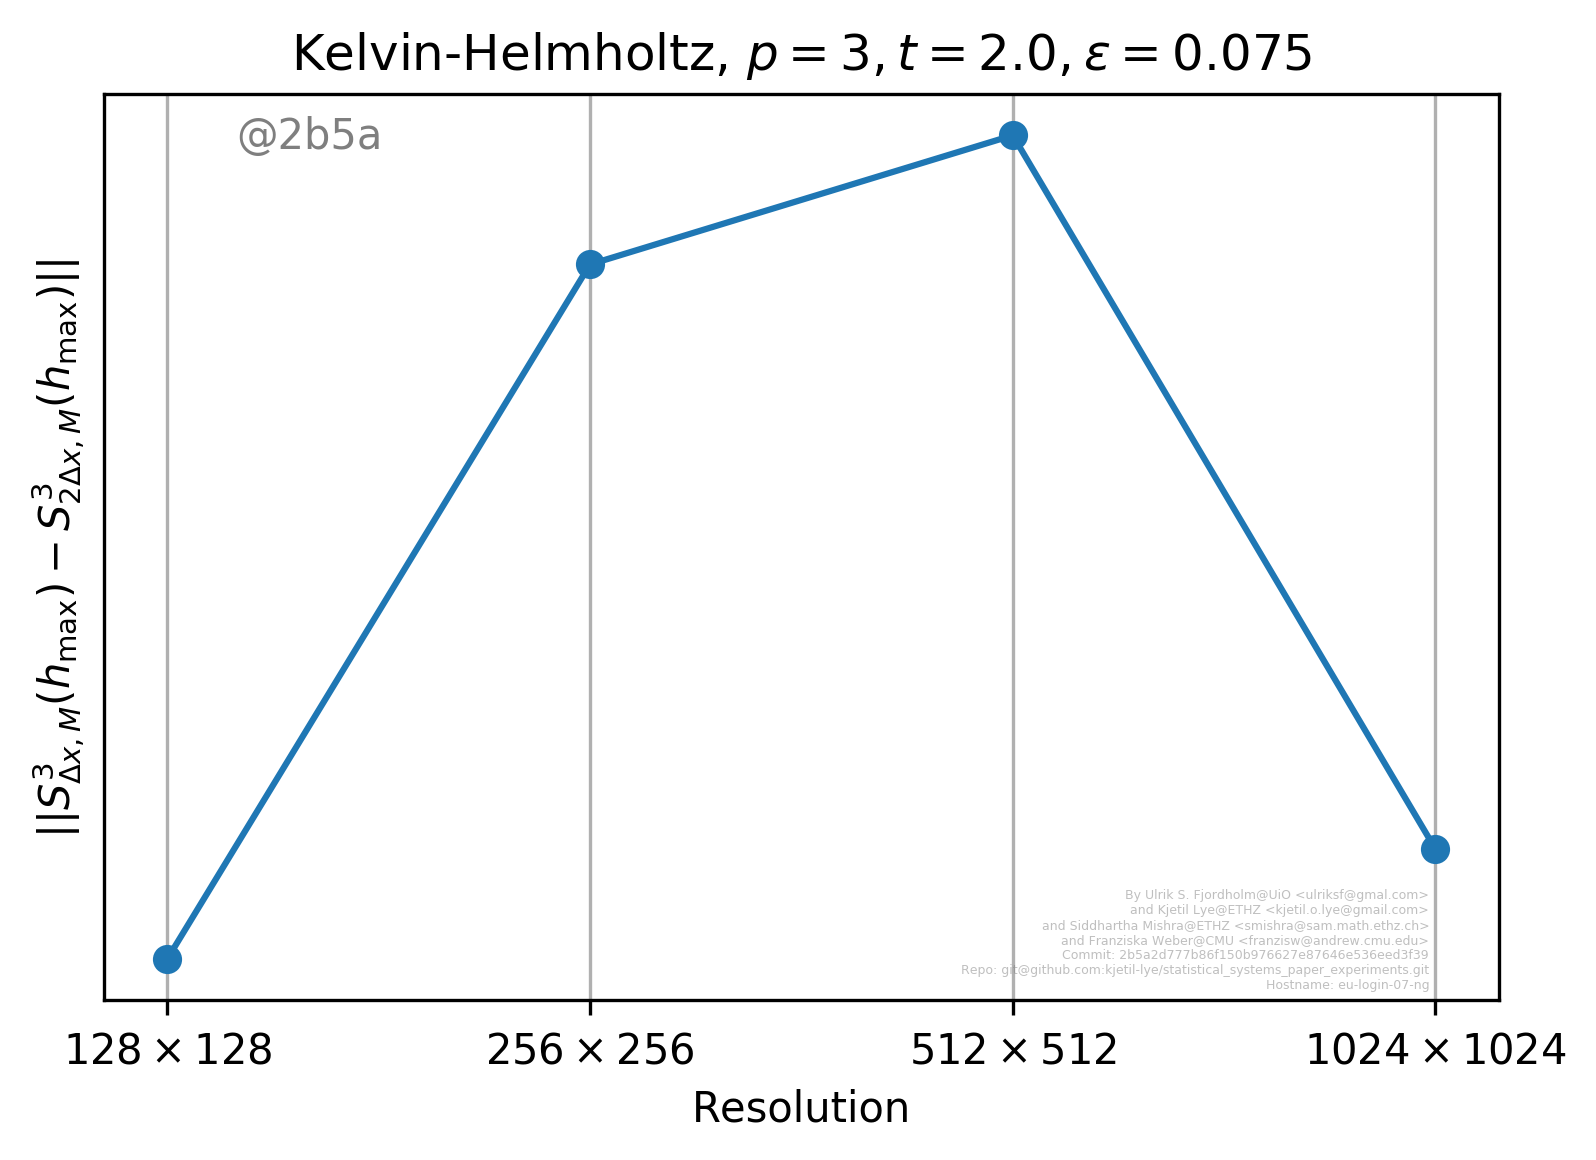 Kelvin-Helmholtz, p = 3, t = 2.0, ε = 0.075
@2b5a
||S³_{Δx, M}(h_max) − S³_{2Δx, M}(h_max)||
By Ulrik S. Fjordholm@UiO <ulriksf@gmal.com>
and Kjetil Lye@ETHZ <kjetil.o.lye@gmail.com>
and Siddhartha Mishra@ETHZ <smishra@sam.math.ethz.ch>
and Franziska Weber@CMU <franzisw@andrew.cmu.edu>
Commit: 2b5a2d777b86f150b976627e87646e536eed3f39
Repo: git@github.com:kjetil-lye/statistical_systems_paper_experiments.git
Hostname: eu-login-07-ng
128 × 128
256 × 256
512 × 512
1024 × 1024
Resolution